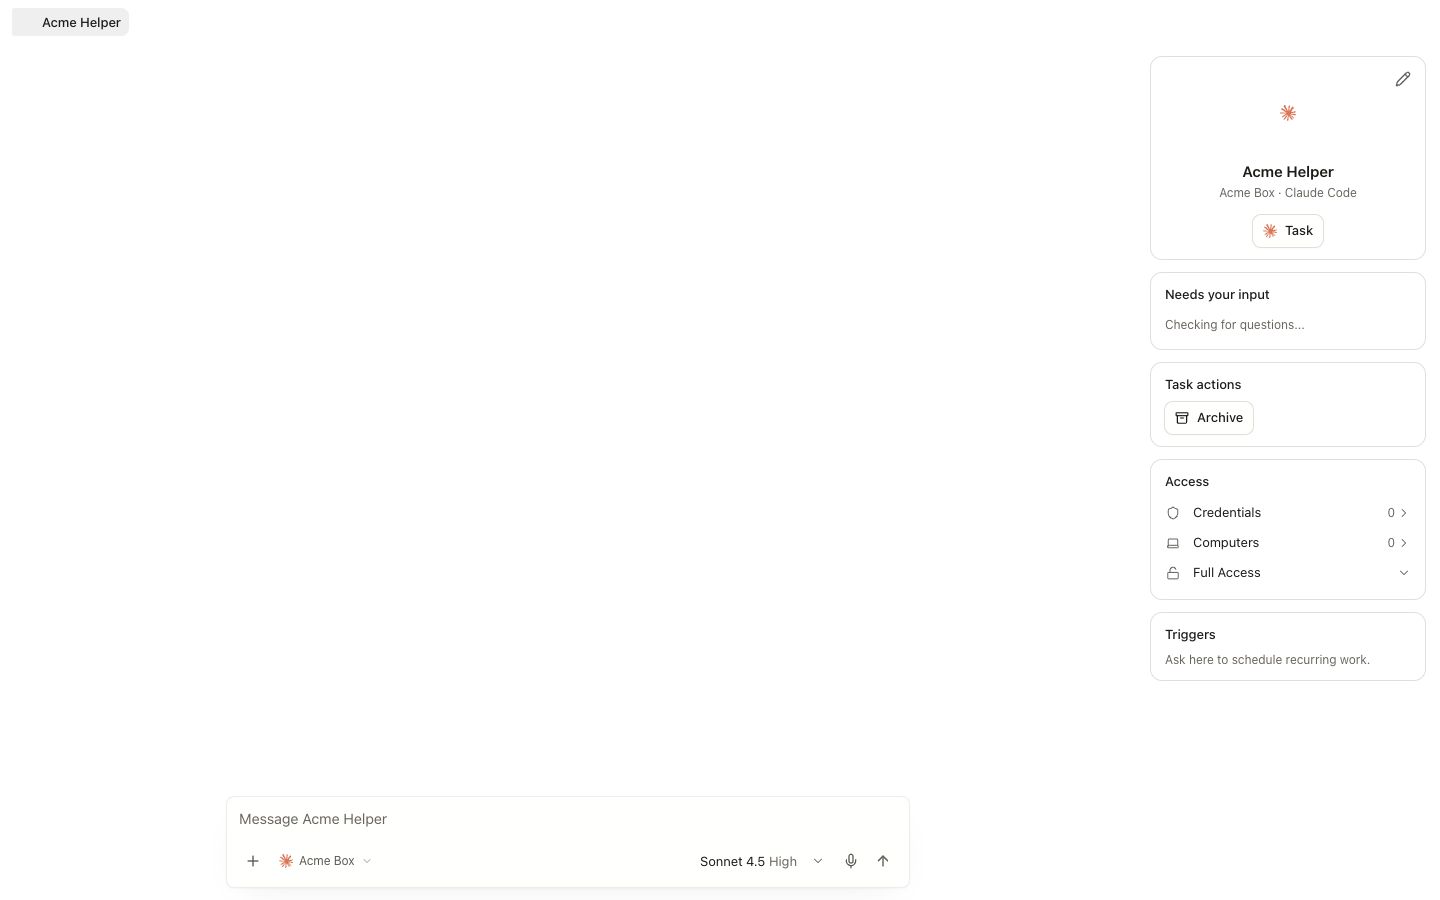 Acme Helper
Acme Helper
Acme Box · Claude Code
Task
Needs your input
Checking for questions...
Task actions
Archive
Access
Credentials 0
Computers 0
Full Access
Triggers
Ask here to schedule recurring work.
Message Acme Helper
Acme Box
Sonnet 4.5 High